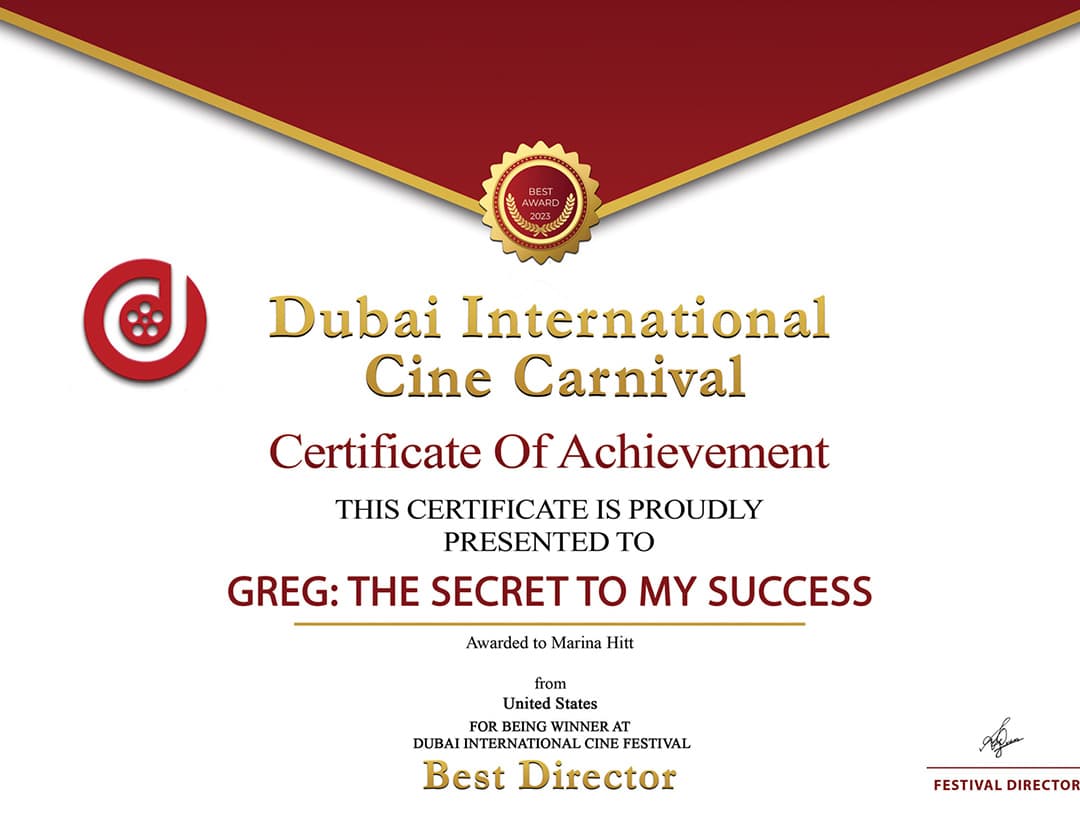 BEST
AWARD
2023
Dubai International
Cine Carnival
Certificate Of Achievement
THIS CERTIFICATE IS PROUDLY
PRESENTED TO
GREG: THE SECRET TO MY SUCCESS
Awarded to Marina Hitt
from
United States
FOR BEING WINNER AT
DUBAI INTERNATIONAL CINE FESTIVAL
Best Director
FESTIVAL DIRECTOR